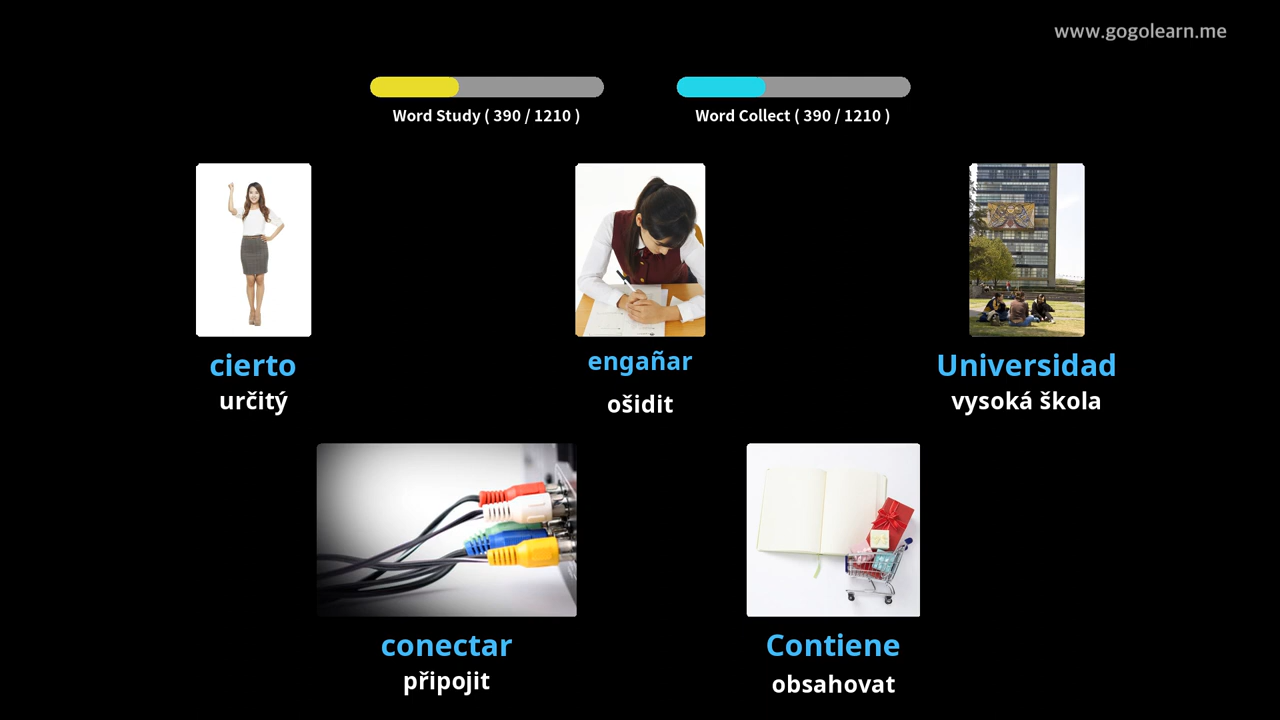 www.gogolearn.me
Word Study ( 390 / 1210 )
Word Collect ( 390 / 1210 )
cierto
určitý
engañar
ošidit
Universidad
vysoká škola
conectar
připojit
Contiene
obsahovat